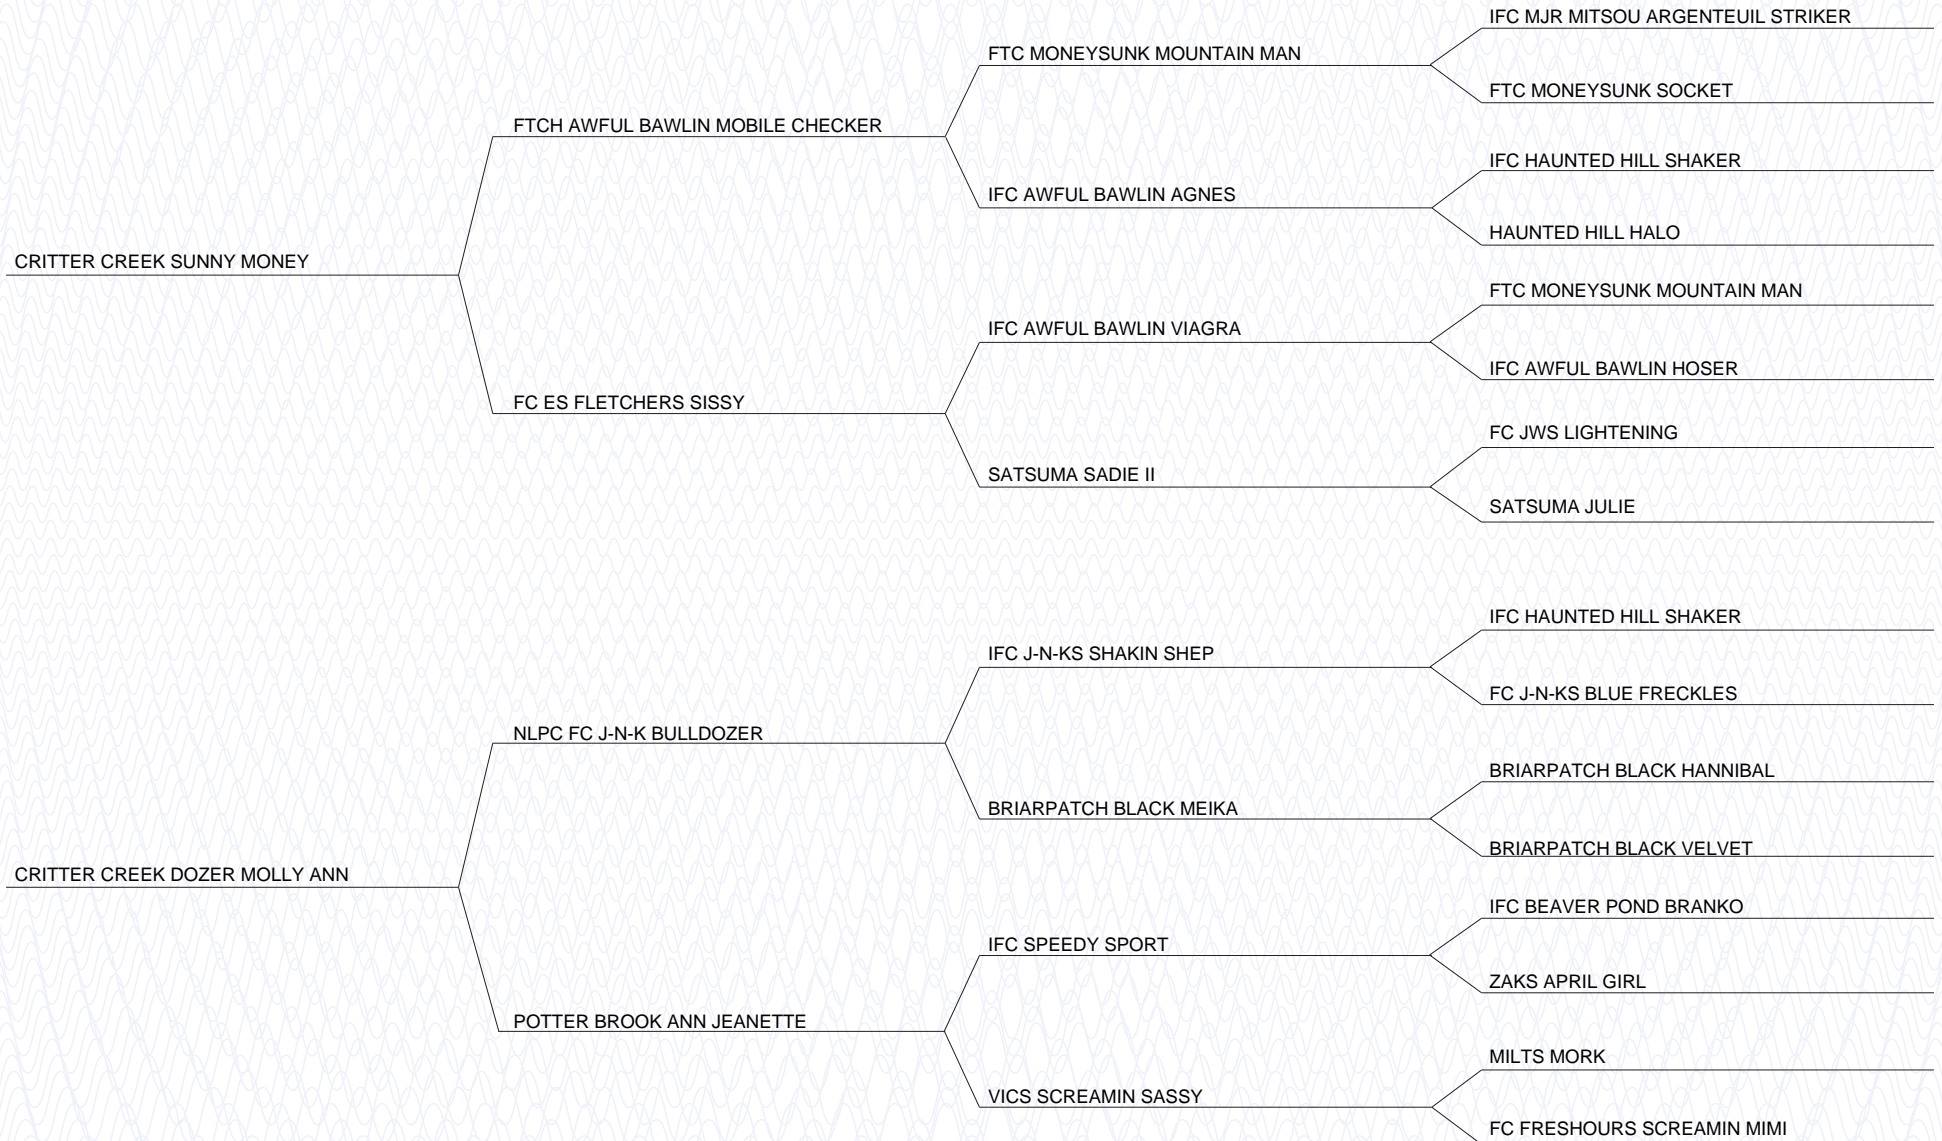 IFC MJR MITSOU ARGENTEUIL STRIKER
FTC MONEYSUNK MOUNTAIN MAN
FTC MONEYSUNK SOCKET
FTCH AWFUL BAWLIN MOBILE CHECKER
IFC HAUNTED HILL SHAKER
IFC AWFUL BAWLIN AGNES
HAUNTED HILL HALO
CRITTER CREEK SUNNY MONEY
FTC MONEYSUNK MOUNTAIN MAN
IFC AWFUL BAWLIN VIAGRA
IFC AWFUL BAWLIN HOSER
FC ES FLETCHERS SISSY
FC JWS LIGHTENING
SATSUMA SADIE II
SATSUMA JULIE
IFC HAUNTED HILL SHAKER
IFC J-N-KS SHAKIN SHEP
FC J-N-KS BLUE FRECKLES
NLPC FC J-N-K BULLDOZER
BRIARPATCH BLACK HANNIBAL
BRIARPATCH BLACK MEIKA
BRIARPATCH BLACK VELVET
CRITTER CREEK DOZER MOLLY ANN
IFC BEAVER POND BRANKO
IFC SPEEDY SPORT
ZAKS APRIL GIRL
POTTER BROOK ANN JEANETTE
MILTS MORK
VICS SCREAMIN SASSY
FC FRESHOURS SCREAMIN MIMI